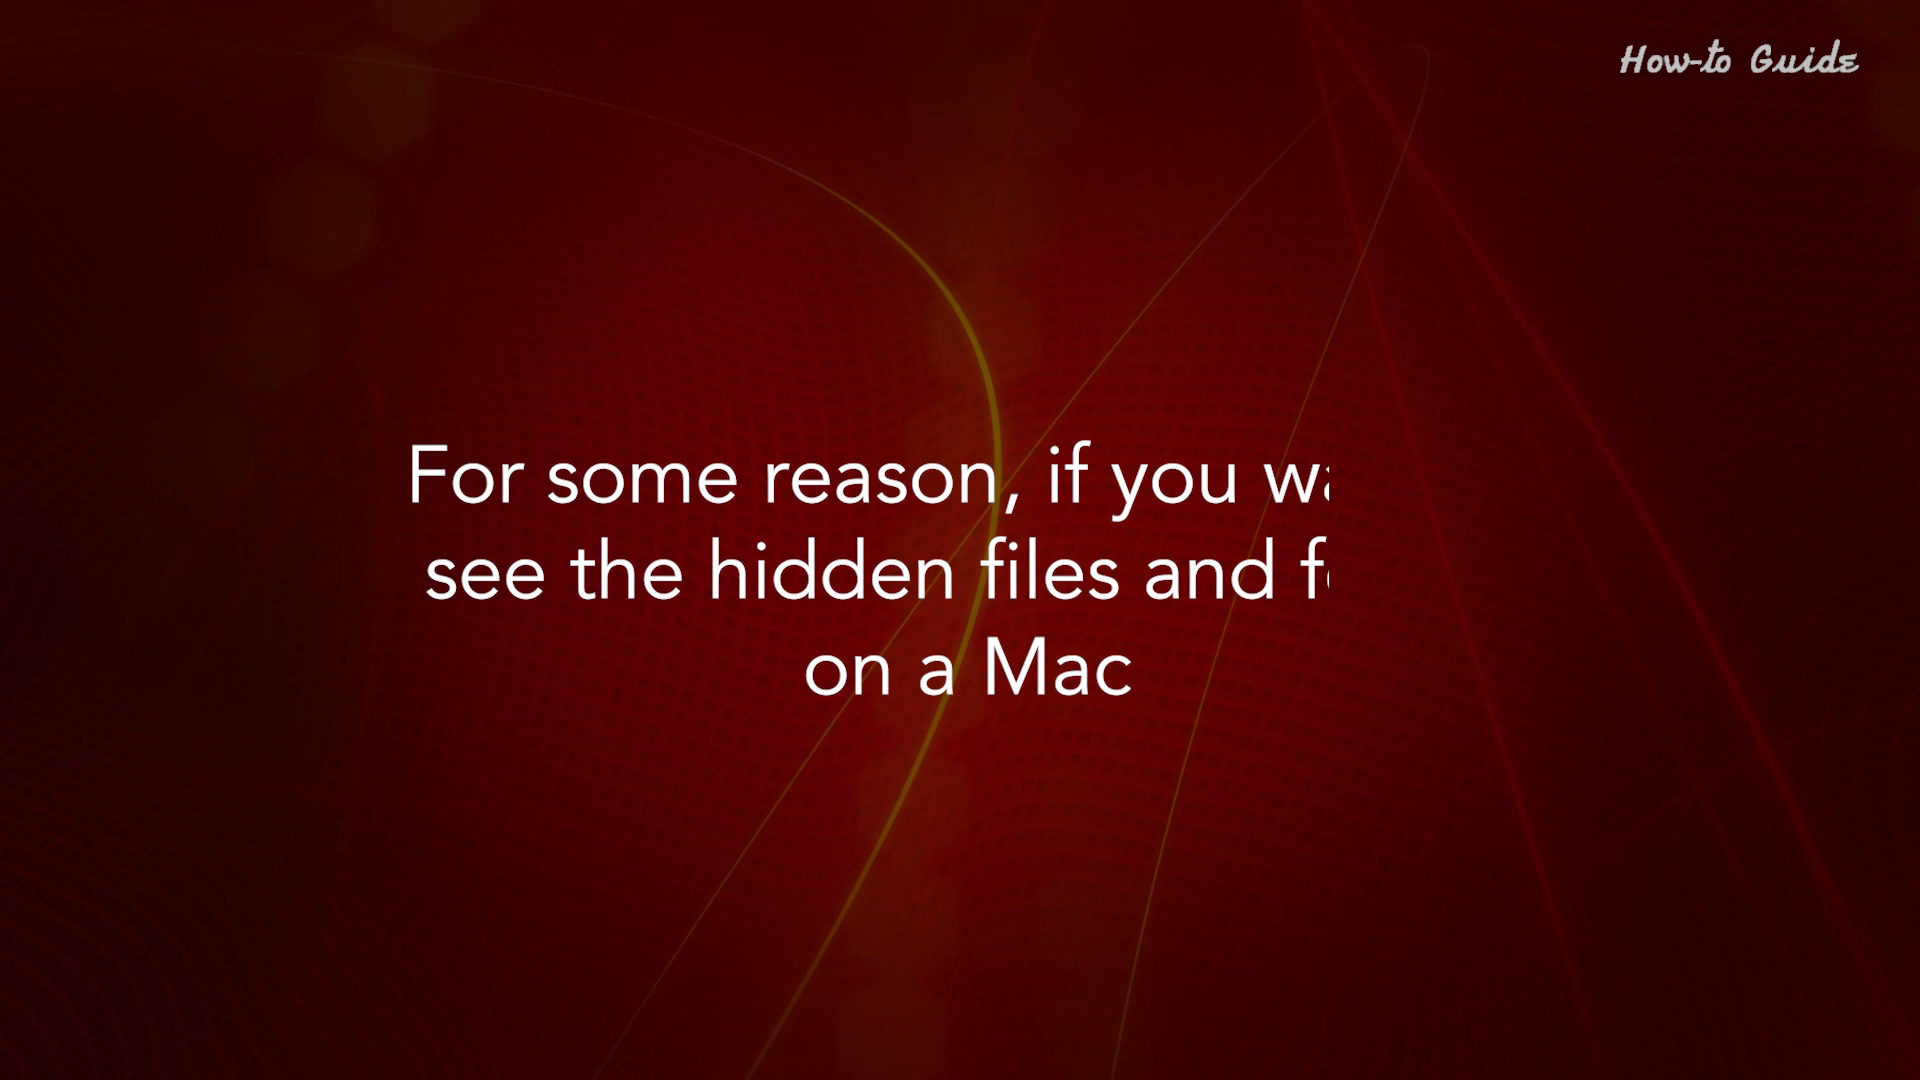 How-to Guide
For some reason, if you
see the hidden files and
on a Mac